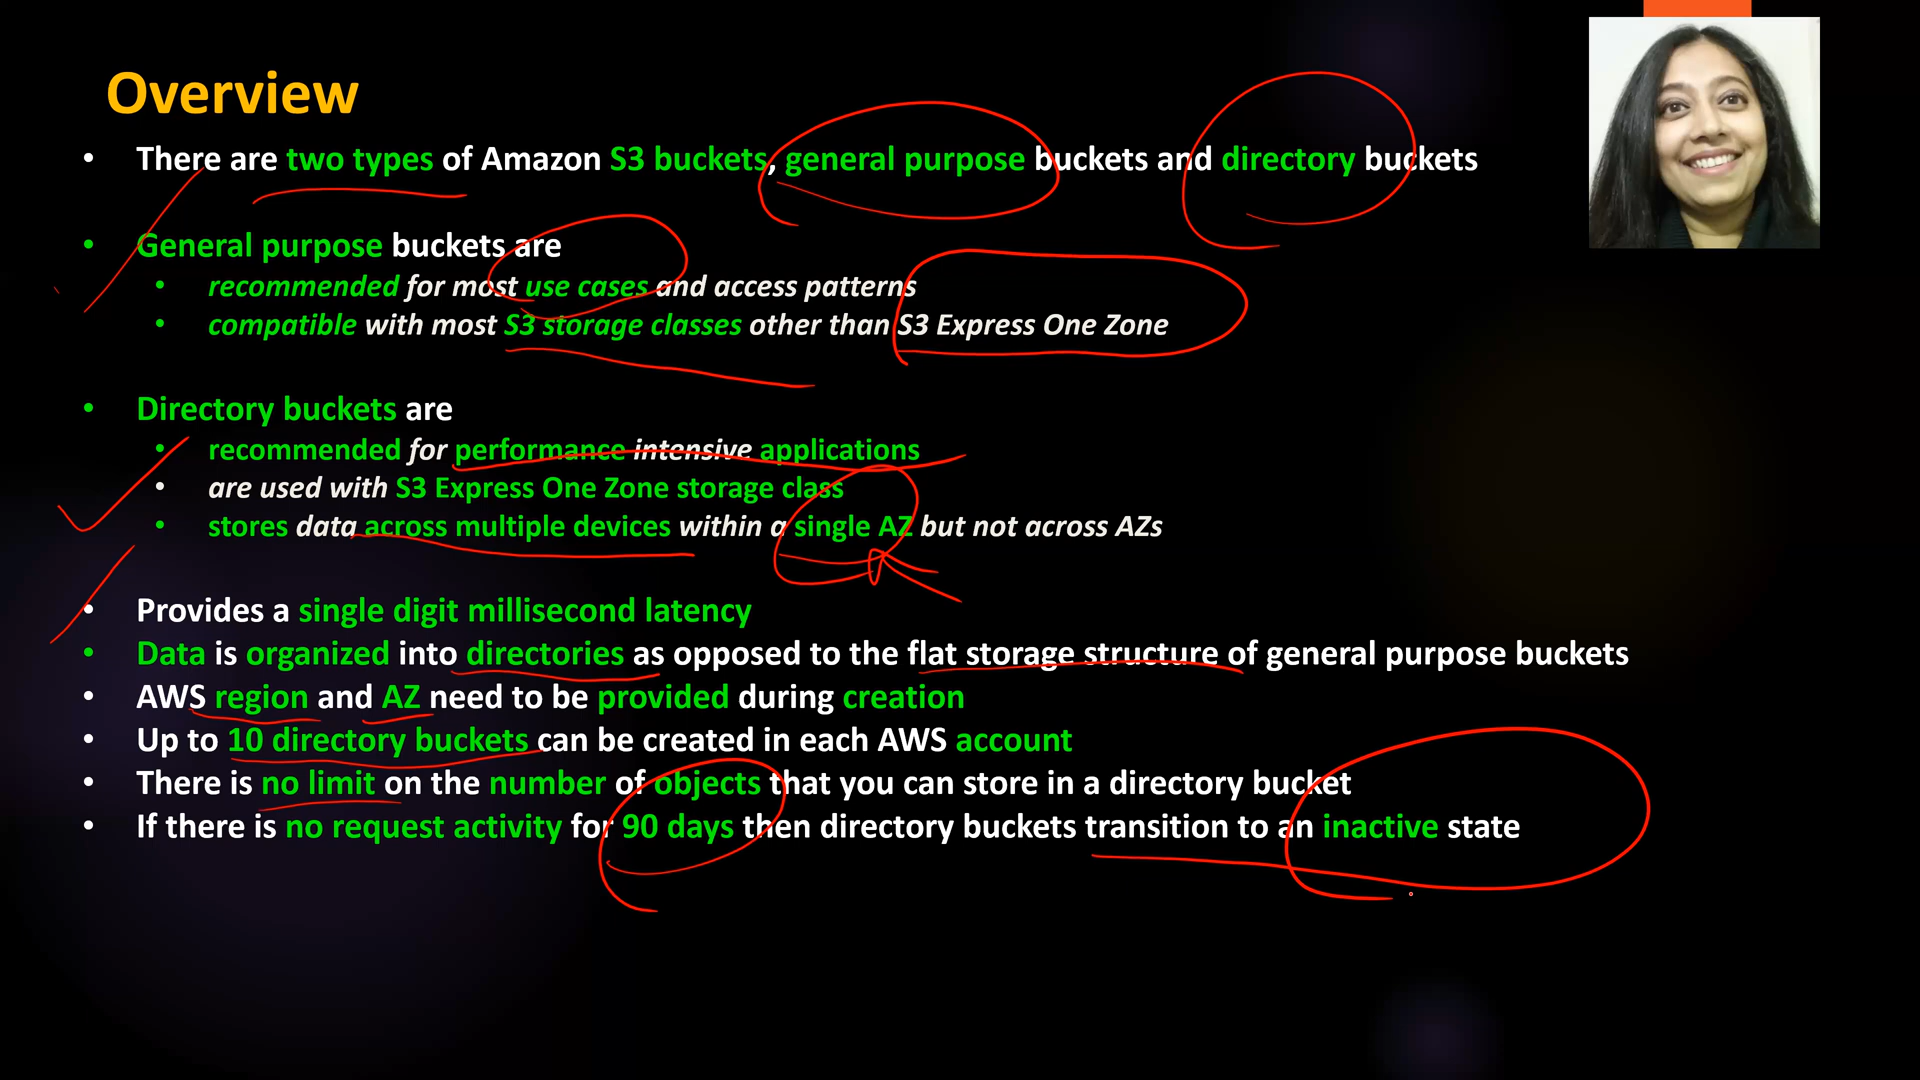 Overview
• There are two types of Amazon S3 buckets, general purpose buckets and directory buckets
• General purpose buckets are
• recommended for most use cases and access patterns
• compatible with most S3 storage classes other than S3 Express One Zone
• Directory buckets are
• recommended for performance intensive applications
• are used with S3 Express One Zone storage class
• stores data across multiple devices within a single AZ but not across AZs
• Provides a single digit millisecond latency
• Data is organized into directories as opposed to the flat storage structure of general purpose buckets
• AWS region and AZ need to be provided during creation
• Up to 10 directory buckets can be created in each AWS account
• There is no limit on the number of objects that you can store in a directory bucket
• If there is no request activity for 90 days then directory buckets transition to an inactive state